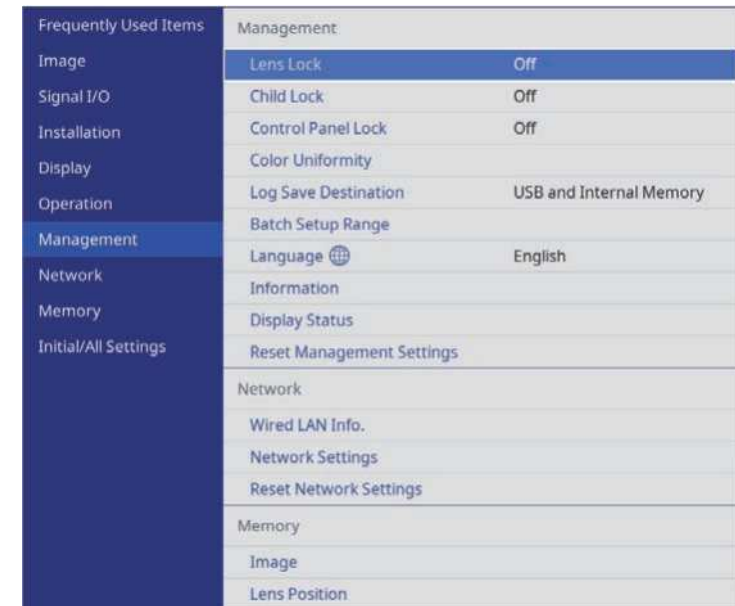 Frequently Used Items
Image
Signal I/O
Installation
Display
Operation
Management
Network
Memory
Initial/All Settings
Management
Lens Lock Off
Child Lock Off
Control Panel Lock Off
Color Uniformity
Log Save Destination USB and Internal Memory
Batch Setup Range
Language English
Information
Display Status
Reset Management Settings
Network
Wired LAN Info.
Network Settings
Reset Network Settings
Memory
Image
Lens Position